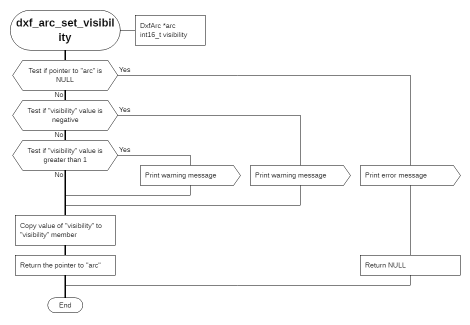 dxf_arc_set_visibil
ity
DxfArc *arc
int16_t visibility
Test if pointer to "arc" is
NULL
Yes
No
Test if "visibility" value is
negative
Yes
No
Test if "visibility" value is
greater than 1
Yes
No
Print warning message
Print warning message
Print error message
Copy value of "visibility" to
"visibility" member
Return the pointer to "arc"
Return NULL
End